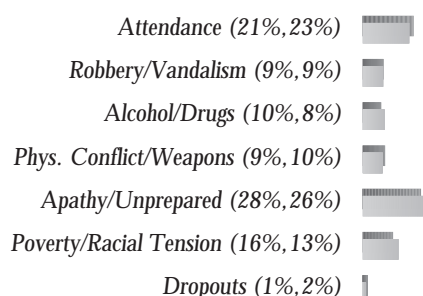 Attendance (21%,23%)
Robbery/Vandalism (9%,9%)
Alcohol/Drugs (10%,8%)
Phys. Conflict/Weapons (9%,10%)
Apathy/Unprepared (28%,26%)
Poverty/Racial Tension (16%,13%)
Dropouts (1%,2%)